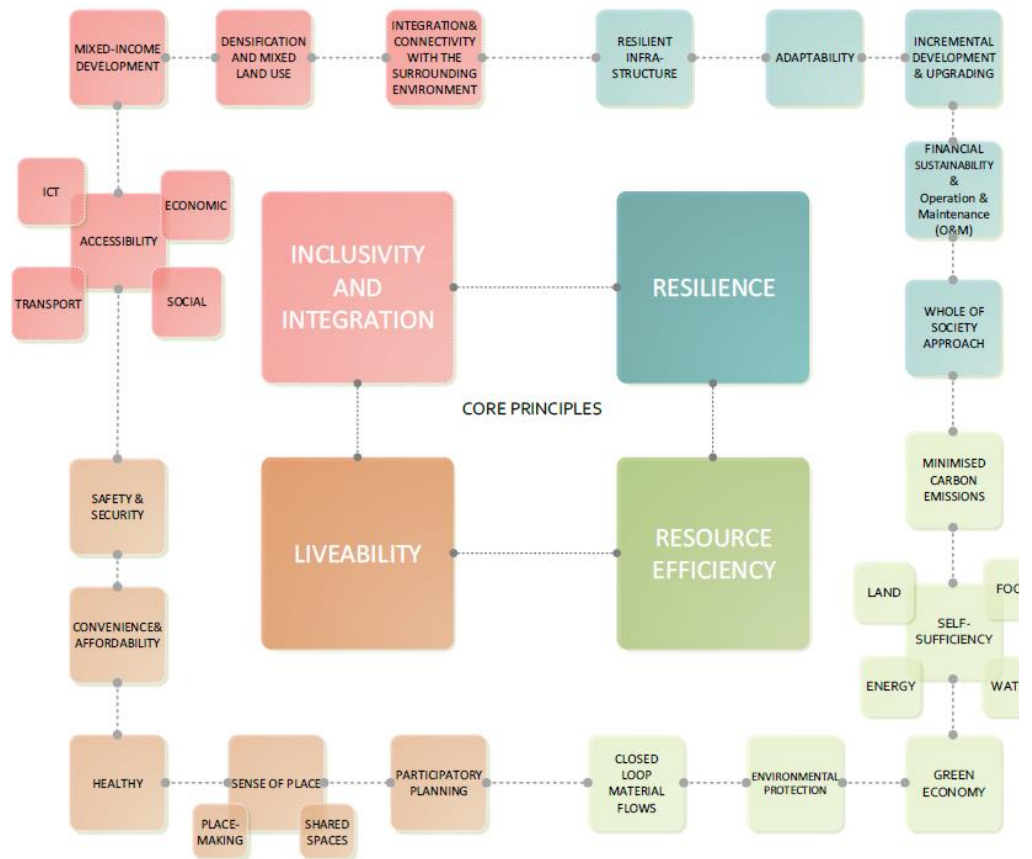 MIXED-INCOME
DEVELOPMENT
DENSIFICATION
AND MIXED
LAND USE
INTEGRATION&
CONNECTIVITY
WITH THE
SURROUNDING
ENVIRONMENT
RESILIENT
INFRA-
STRUCTURE
ADAPTABILITY
INCREMENTAL
DEVELOPMENT
& UPGRADING
FINANCIAL
SUSTAINABILITY
&
Operation &
Maintenance
(O&M)
ICT
ECONOMIC
ACCESSIBILITY
TRANSPORT
SOCIAL
INCLUSIVITY
AND
INTEGRATION
RESILIENCE
WHOLE OF
SOCIETY
APPROACH
CORE PRINCIPLES
SAFETY &
SECURITY
LIVEABILITY
RESOURCE
EFFICIENCY
MINIMISED
CARBON
EMISSIONS
CONVENIENCE&
AFFORDABILITY
LAND
FOO
SELF-
SUFFICIENCY
ENERGY
WAT
HEALTHY
SENSE OF PLACE
PLACE-
MAKING
SHARED
SPACES
PARTICIPATORY
PLANNING
CLOSED
LOOP
MATERIAL
FLOWS
ENVIRONMENTAL
PROTECTION
GREEN
ECONOMY